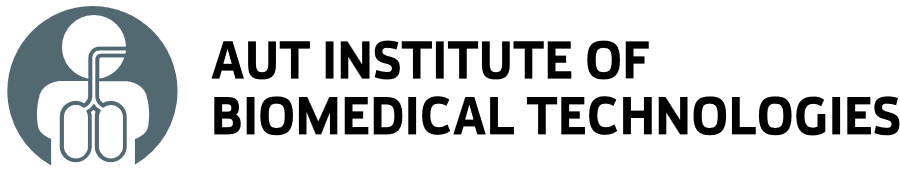 AUT INSTITUTE OF
BIOMEDICAL TECHNOLOGIES